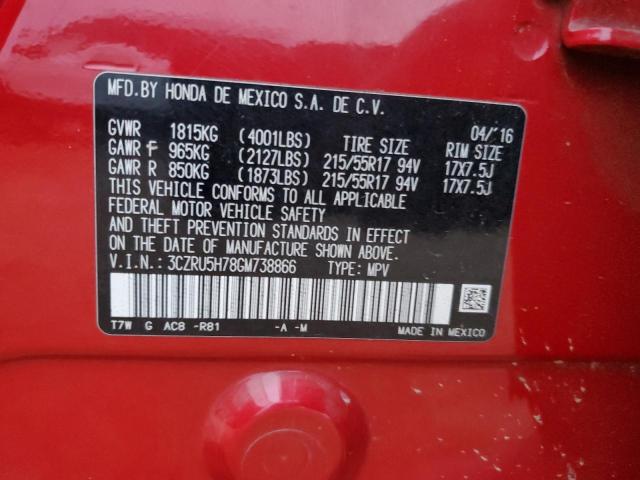 MFD.BY HONDA DE MEXICO S.A. DE C.V.
04/'16
GVWR 1815KG (4001LBS) TIRE SIZE RIM SIZE
GAWR F 965KG (2127LBS) 215/55R17 94V 17X7.5J
GAWR R 850KG (1873LBS) 215/55R17 94V 17X7.5J
THIS VEHICLE CONFORMS TO ALL APPLICABLE
FEDERAL MOTOR VEHICLE SAFETY
AND THEFT PREVENTION STANDARDS IN EFFECT
ON THE DATE OF MANUFACTURE SHOWN ABOVE.
V.I.N.:3CZRU5H78GM738866 TYPE: MPV
T7W G AC8 -R81 -A -M MADE IN MEXICO